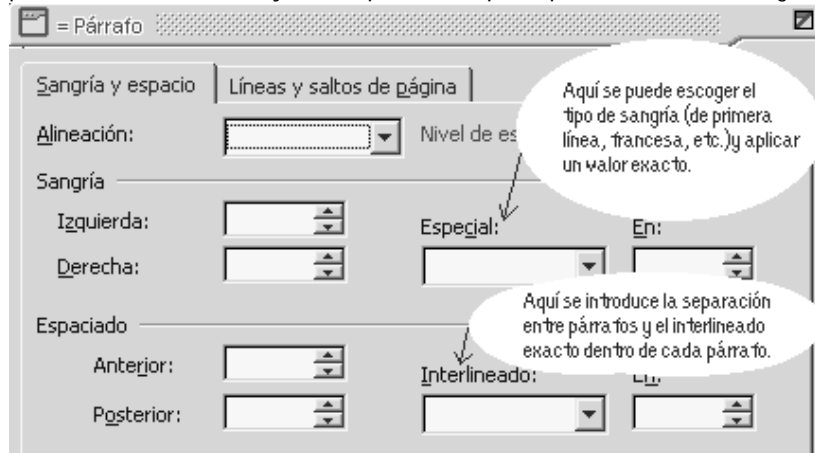 = Párrafo
Sangría y espacio
Líneas y saltos de página
Alineación:
Nivel de es
Aquí se puede escoger el
tipo de sangría (de primera
línea, francesa, etc.)y aplicar
un valor exacto.
Sangría
Izquierda:
Especial:
En:
Derecha:
Aquí se introduce la separación
entre párrafos y el interlineado
exacto dentro de cada párrafo.
Espaciado
Anterior:
Interlineado:
En:
Posterior: